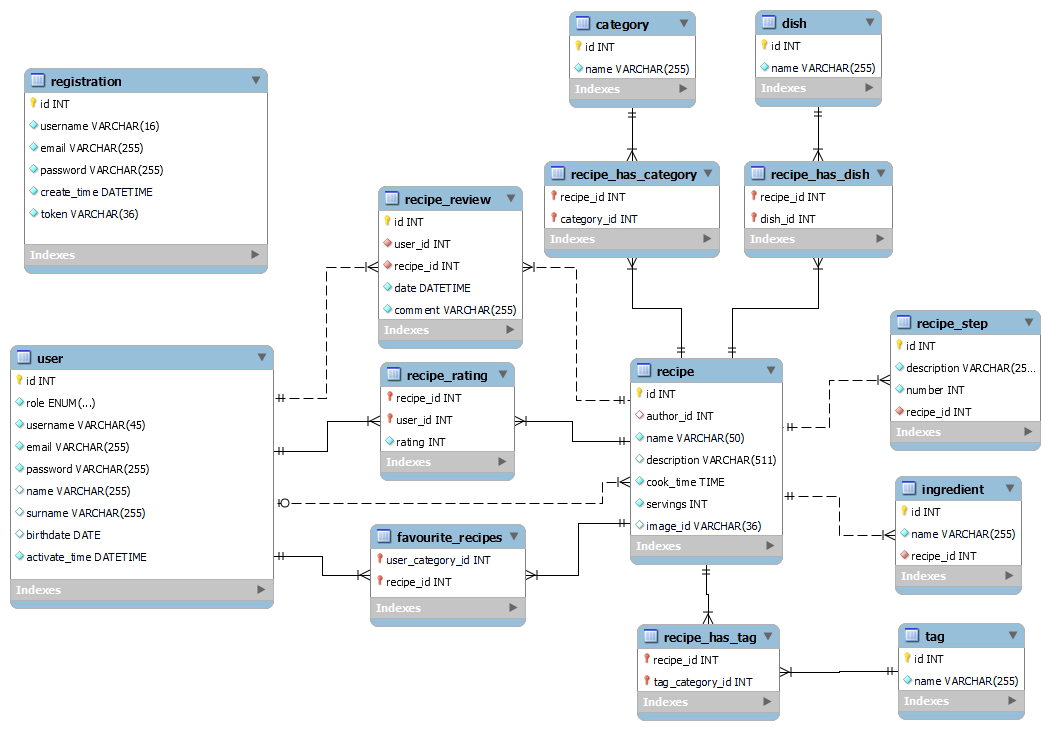 category
id INT
name VARCHAR(255)
Indexes
dish
id INT
name VARCHAR(255)
Indexes
registration
id INT
username VARCHAR(16)
email VARCHAR(255)
password VARCHAR(255)
create_time DATETIME
token VARCHAR(36)
Indexes
recipe_has_category
recipe_id INT
category_id INT
Indexes
recipe_has_dish
recipe_id INT
dish_id INT
Indexes
recipe_review
id INT
user_id INT
recipe_id INT
date DATETIME
comment VARCHAR(255)
Indexes
recipe_step
id INT
description VARCHAR(25...
number INT
recipe_id INT
Indexes
user
id INT
role ENUM(...)
username VARCHAR(45)
email VARCHAR(255)
password VARCHAR(255)
name VARCHAR(255)
surname VARCHAR(255)
birthdate DATE
activate_time DATETIME
Indexes
recipe_rating
recipe_id INT
user_id INT
rating INT
Indexes
recipe
id INT
author_id INT
name VARCHAR(50)
description VARCHAR(511)
cook_time TIME
servings INT
image_id VARCHAR(36)
Indexes
ingredient
id INT
name VARCHAR(255)
recipe_id INT
Indexes
favourite_recipes
user_category_id INT
recipe_id INT
Indexes
recipe_has_tag
recipe_id INT
tag_category_id INT
Indexes
tag
id INT
name VARCHAR(255)
Indexes